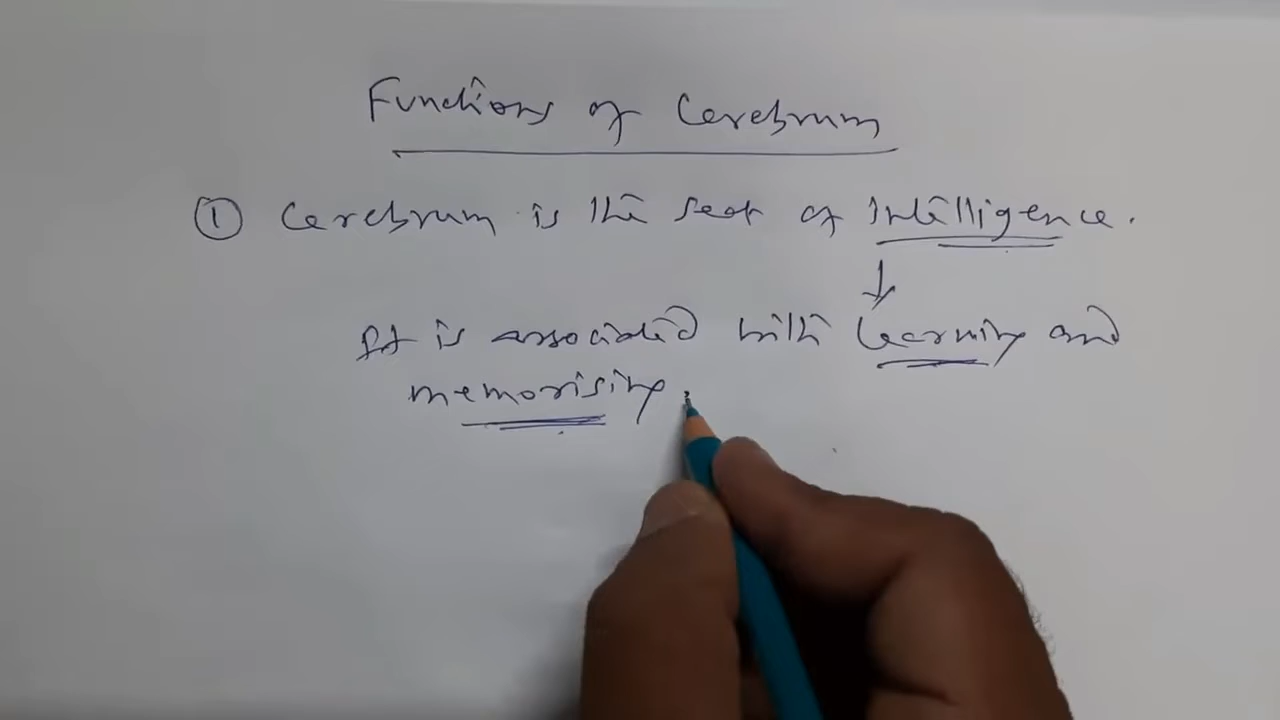 Functions of Cerebrum
① Cerebrum is the seat of Intelligence.
↓
It is associated with learning and
memorising.